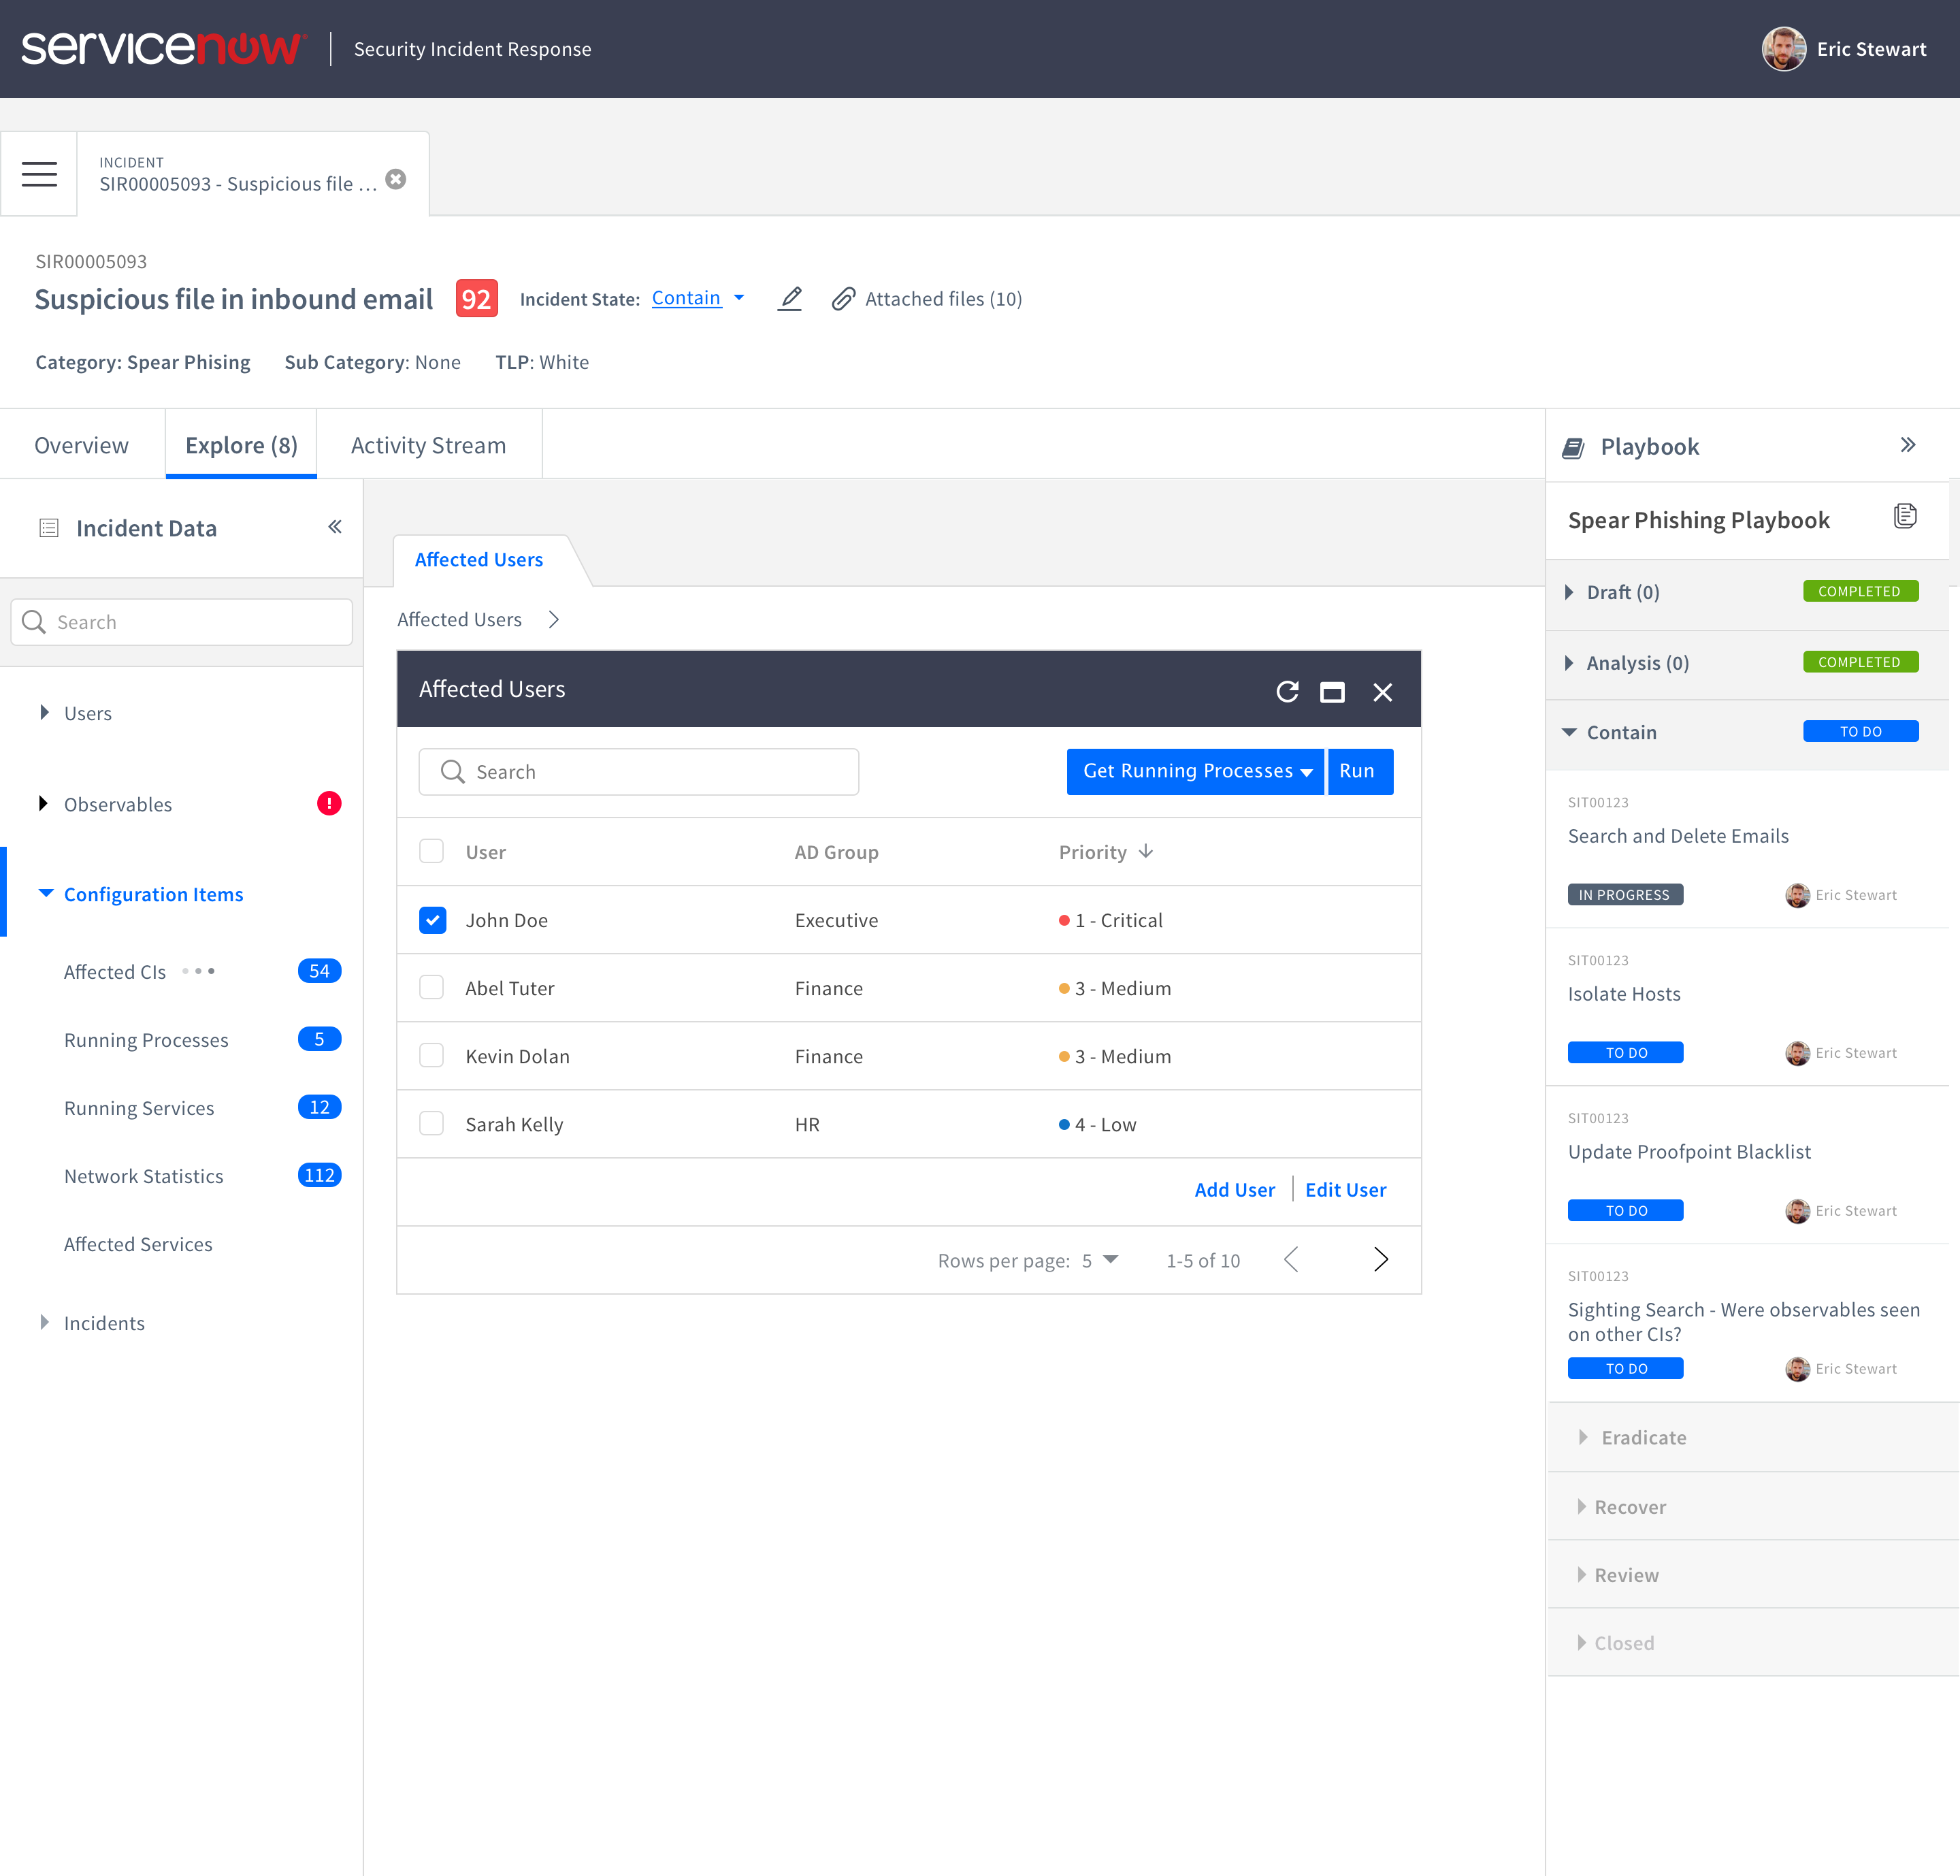 servicenow
Security Incident Response
Eric Stewart
INCIDENT
SIR00005093 - Suspicious file ...
SIR00005093
Suspicious file in inbound email
92
Incident State: Contain
Attached files (10)
Category: Spear Phising
Sub Category: None
TLP: White
Overview
Explore (8)
Activity Stream
Incident Data
Search
Users
Observables
!
Configuration Items
Affected CIs
54
Running Processes
5
Running Services
12
Network Statistics
112
Affected Services
Incidents
Affected Users
Affected Users
Affected Users
Search
Get Running Processes
Run
User AD Group Priority
John Doe Executive 1 - Critical
Abel Tuter Finance 3 - Medium
Kevin Dolan Finance 3 - Medium
Sarah Kelly HR 4 - Low
Add User Edit User
Rows per page: 5 1-5 of 10
Playbook
Spear Phishing Playbook
Draft (0) COMPLETED
Analysis (0) COMPLETED
Contain TO DO
SIT00123
Search and Delete Emails
IN PROGRESS Eric Stewart
SIT00123
Isolate Hosts
TO DO Eric Stewart
SIT00123
Update Proofpoint Blacklist
TO DO Eric Stewart
SIT00123
Sighting Search - Were observables seen
on other CIs?
TO DO Eric Stewart
Eradicate
Recover
Review
Closed